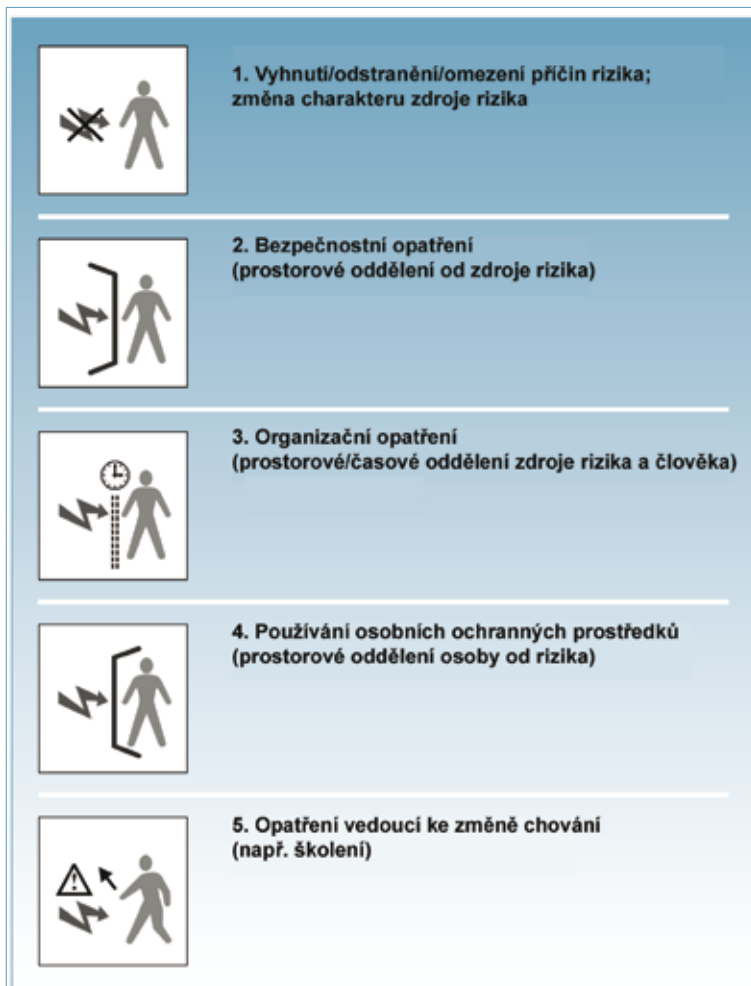 1. Vyhnutí/odstranění/omezení příčin rizika;
změna charakteru zdroje rizika
2. Bezpečnostní opatření
(prostorové oddělení od zdroje rizika)
3. Organizační opatření
(prostorové/časové oddělení zdroje rizika a člověka)
4. Používání osobních ochranných prostředků
(prostorové oddělení osoby od rizika)
5. Opatření vedoucí ke změně chování
(např. školení)